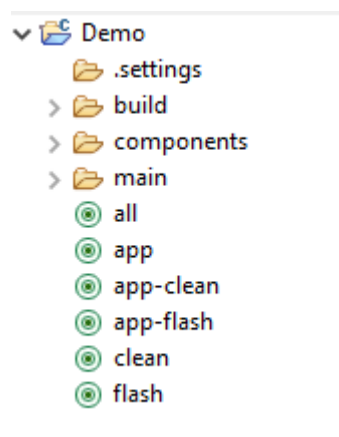 Demo
.settings
build
components
main
all
app
app-clean
app-flash
clean
flash